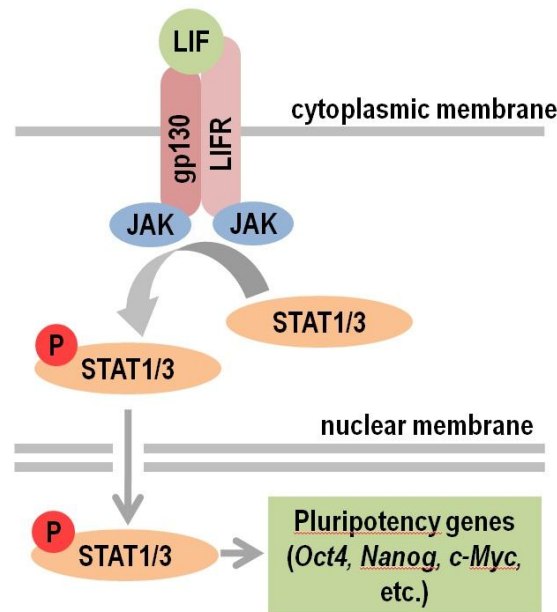 LIF
cytoplasmic membrane
gp130
LIFR
JAK
JAK
STAT1/3
P
STAT1/3
nuclear membrane
P
STAT1/3
Pluripotency genes
(Oct4, Nanog, c-Myc,
etc.)